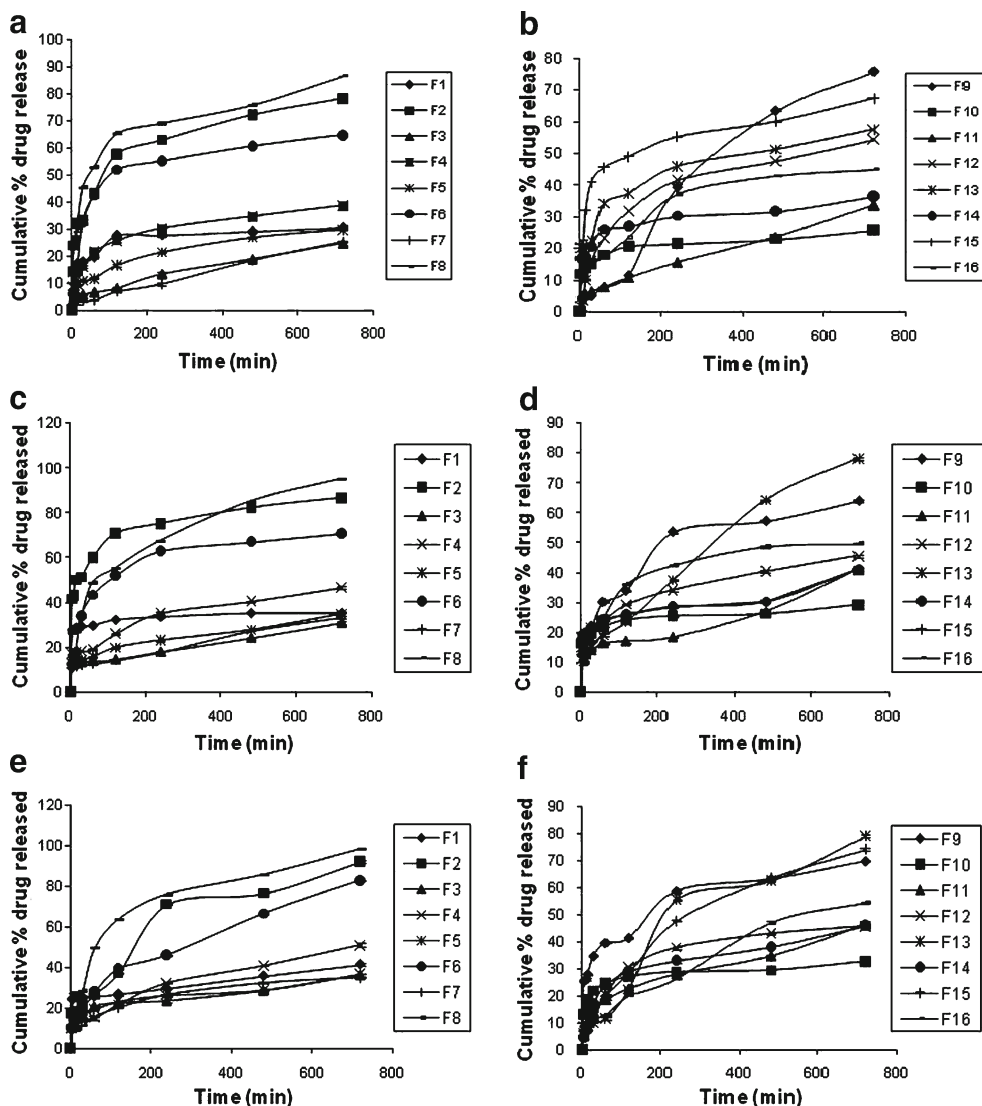 a
Cumulative % drug release
100
90
80
70
60
50
40
30
20
10
0
0 200 400 600 800
Time (min)
F1
F2
F3
F4
F5
F6
F7
F8
b
Cumulative % drug release
80
70
60
50
40
30
20
10
0
0 200 400 600 800
Time (min)
F9
F10
F11
F12
F13
F14
F15
F16
c
Cumulative % drug released
120
100
80
60
40
20
0
0 200 400 600 800
Time (min)
F1
F2
F3
F4
F5
F6
F7
F8
d
Cumulative % drug released
90
80
70
60
50
40
30
20
10
0
0 200 400 600 800
Time (min)
F9
F10
F11
F12
F13
F14
F15
F16
e
Cumulative % drug released
120
100
80
60
40
20
0
0 200 400 600 800
Time (min)
F1
F2
F3
F4
F5
F6
F7
F8
f
Cumulative % drug released
90
80
70
60
50
40
30
20
10
0
0 200 400 600 800
Time (min)
F9
F10
F11
F12
F13
F14
F15
F16